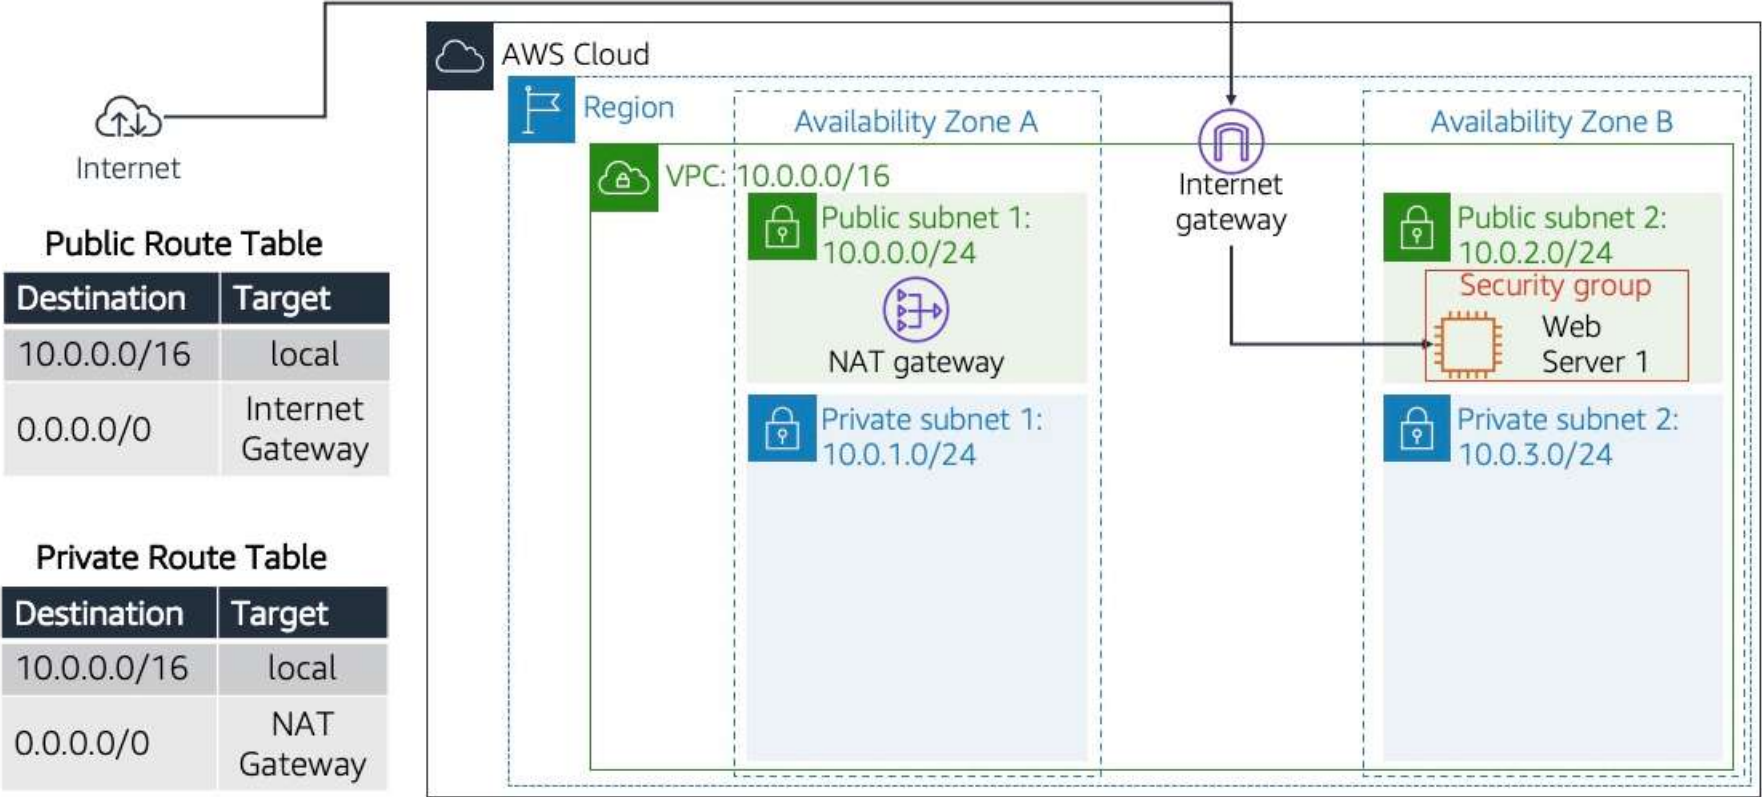 AWS Cloud
Region
Availability Zone A
Availability Zone B
Internet
VPC: 10.0.0.0/16
Internet
gateway
Public subnet 1:
10.0.0.0/24
NAT gateway
Public subnet 2:
10.0.2.0/24
Security group
Web
Server 1
Private subnet 1:
10.0.1.0/24
Private subnet 2:
10.0.3.0/24
Public Route Table
Destination Target
10.0.0.0/16 local
0.0.0.0/0 Internet
Gateway
Private Route Table
Destination Target
10.0.0.0/16 local
0.0.0.0/0 NAT
Gateway